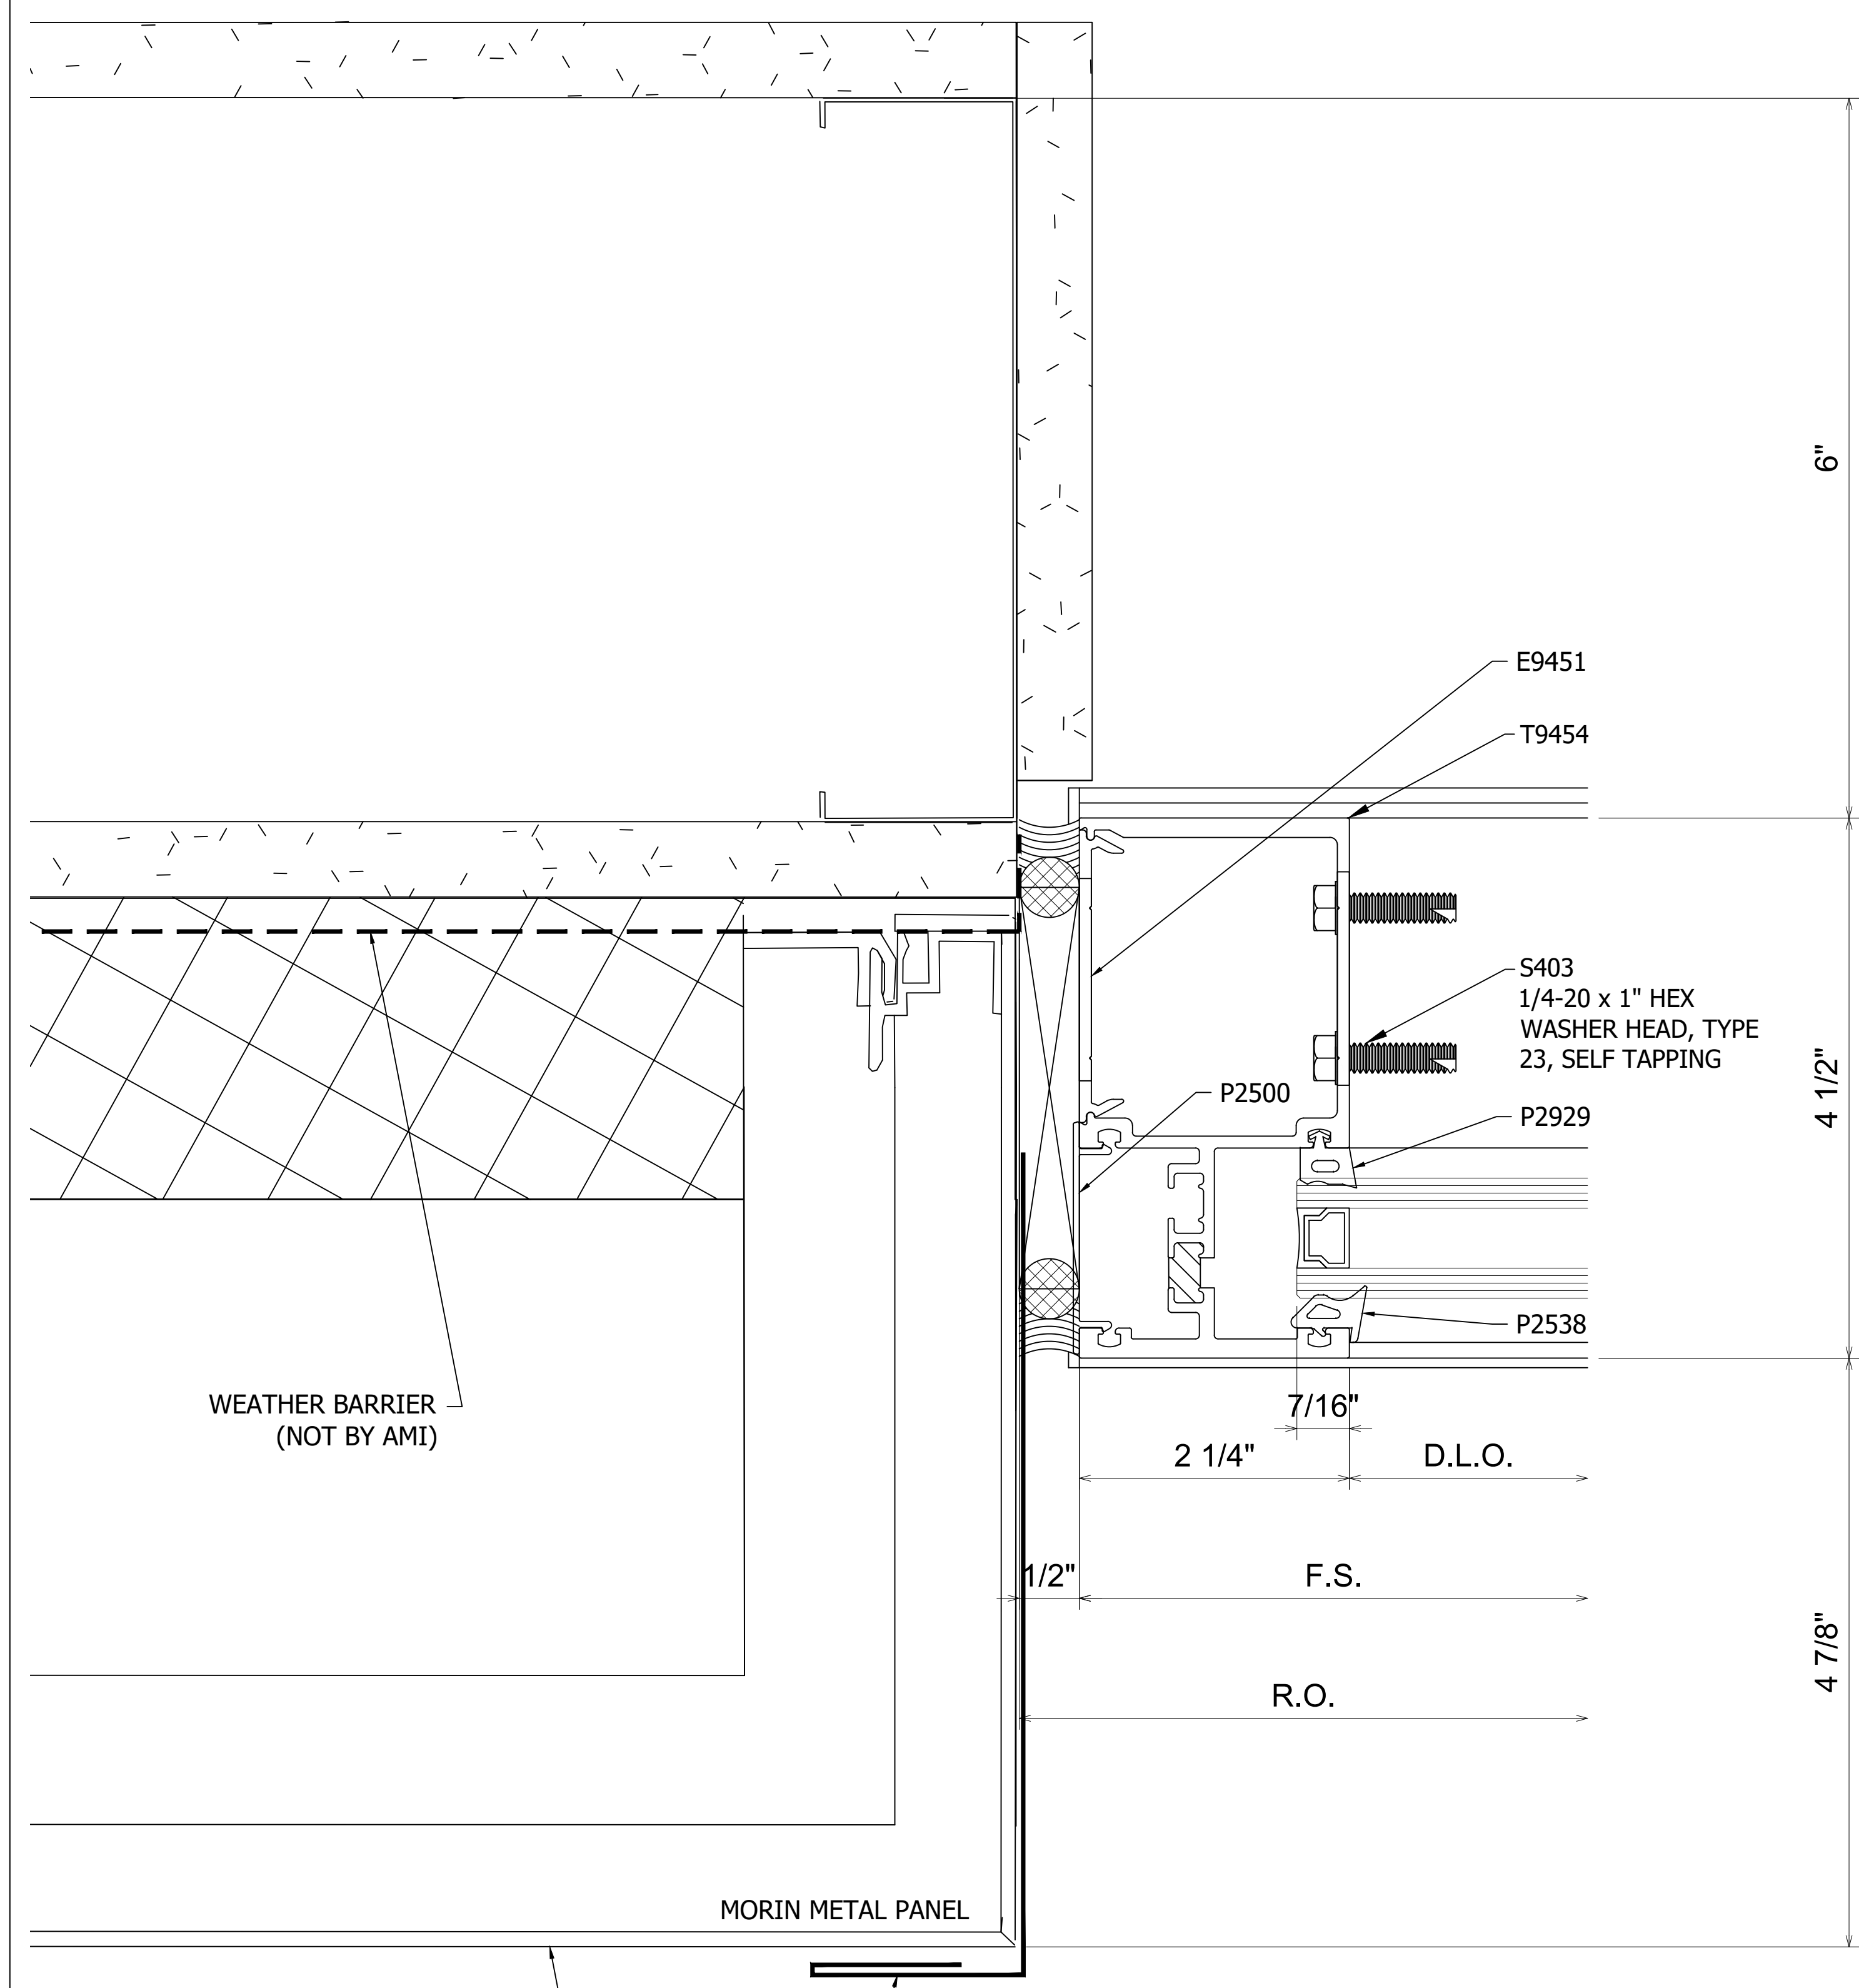 6"
E9451
T9454
S403
1/4-20 x 1" HEX
WASHER HEAD, TYPE
23, SELF TAPPING
4 1/2"
P2500
P2929
P2538
WEATHER BARRIER
(NOT BY AMI)
7/16"
2 1/4"
D.L.O.
1/2"
F.S.
4 7/8"
R.O.
MORIN METAL PANEL